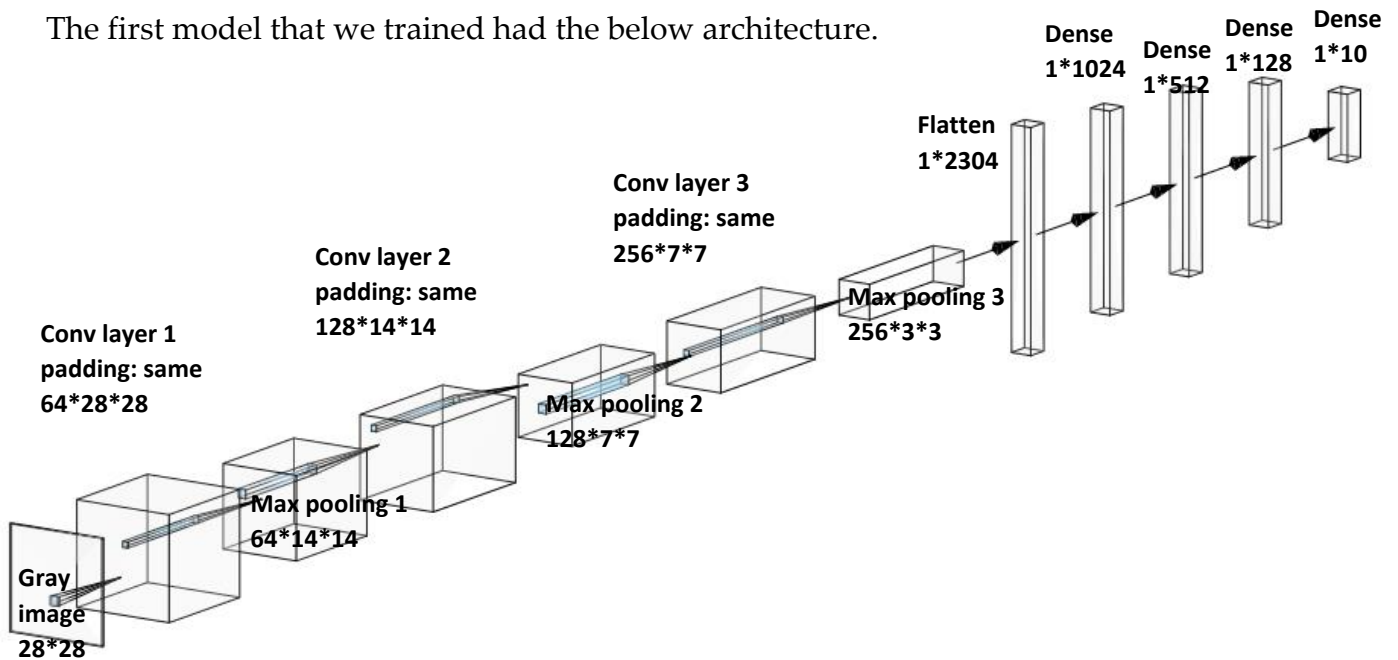 The first model that we trained had the below architecture.
Gray
image
28*28
Conv layer 1
padding: same
64*28*28
Max pooling 1
64*14*14
Conv layer 2
padding: same
128*14*14
Max pooling 2
128*7*7
Conv layer 3
padding: same
256*7*7
Max pooling 3
256*3*3
Flatten
1*2304
Dense
1*1024
Dense
1*512
Dense
1*128
Dense
1*10